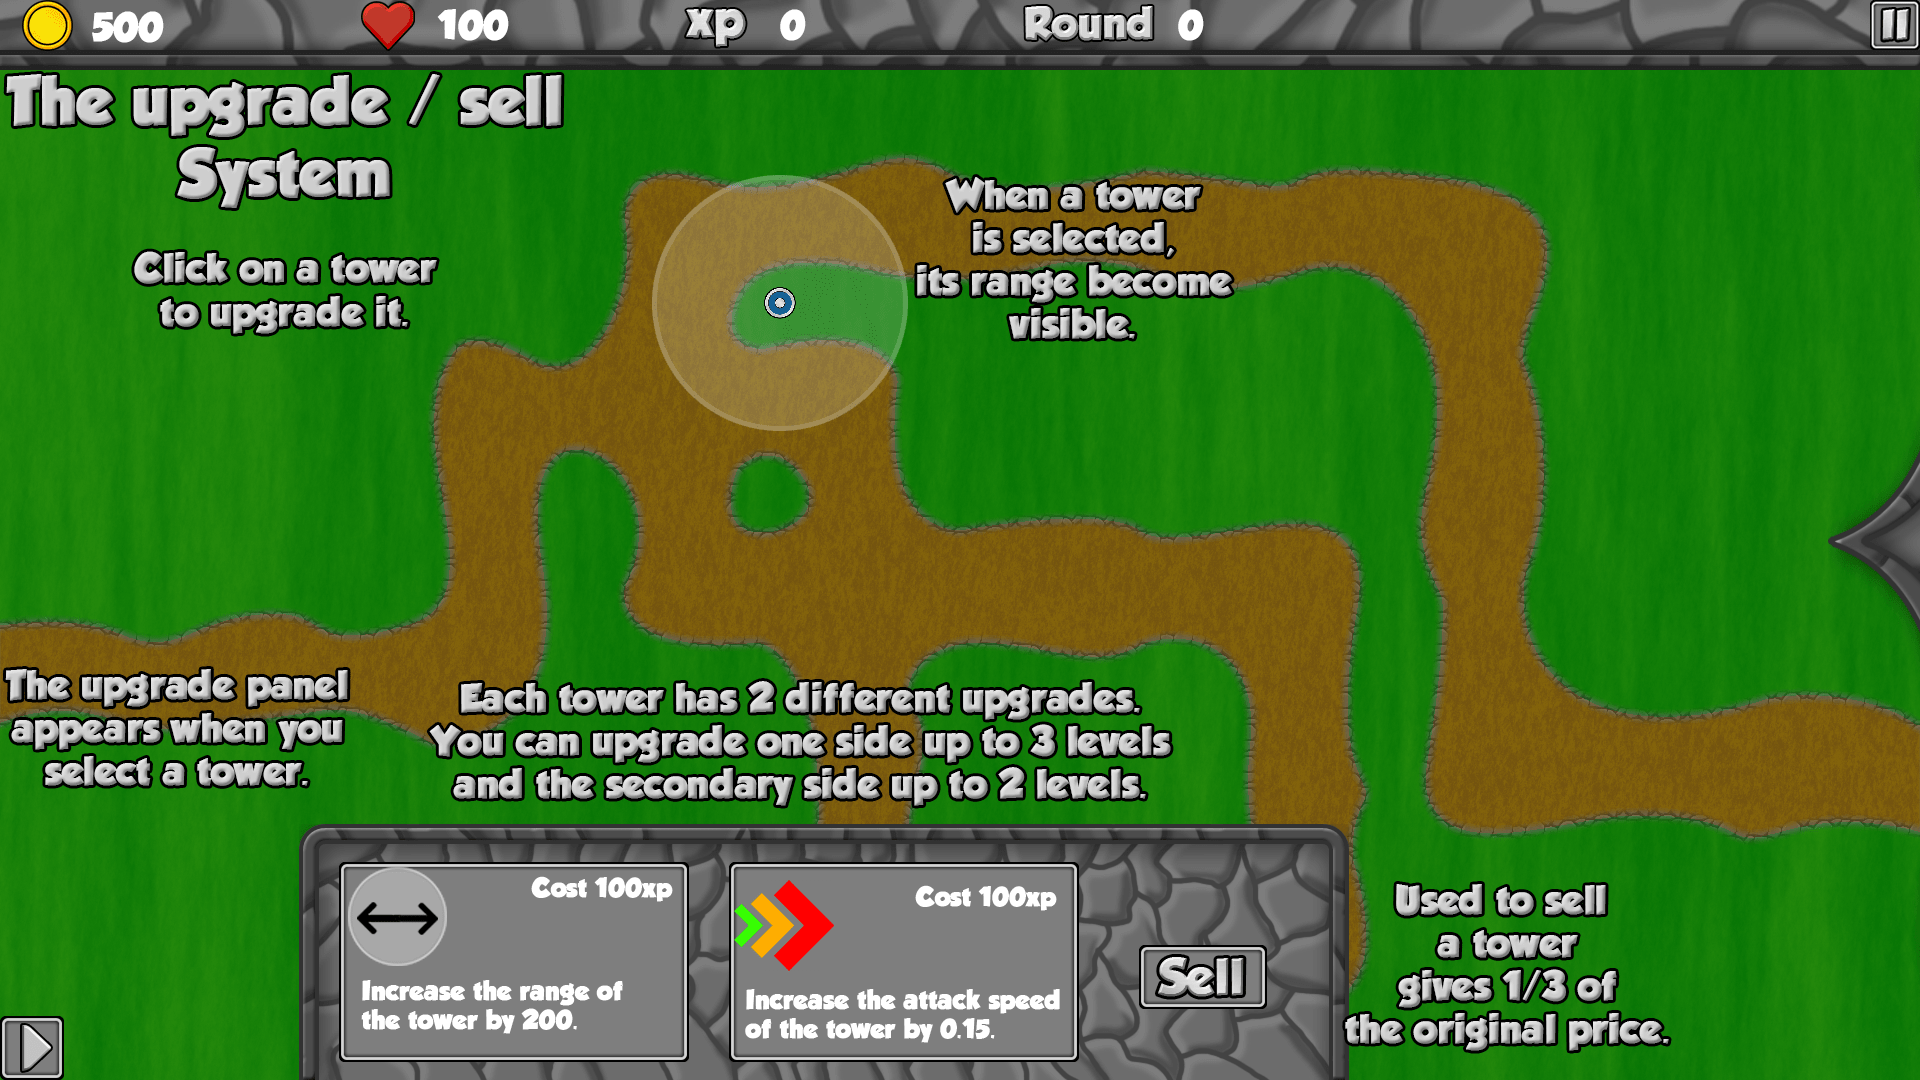 500
100
Xp 0
Round 0
The upgrade / sell
System
Click on a tower
to upgrade it.
When a tower
is selected,
its range become
visible.
The upgrade panel
appears when you
select a tower.
Each tower has 2 different upgrades.
You can upgrade one side up to 3 levels
and the secondary side up to 2 levels.
Cost 100xp
Increase the range of
the tower by 200.
Cost 100xp
Increase the attack speed
of the tower by 0.15.
Sell
Used to sell
a tower
gives 1/3 of
the original price.